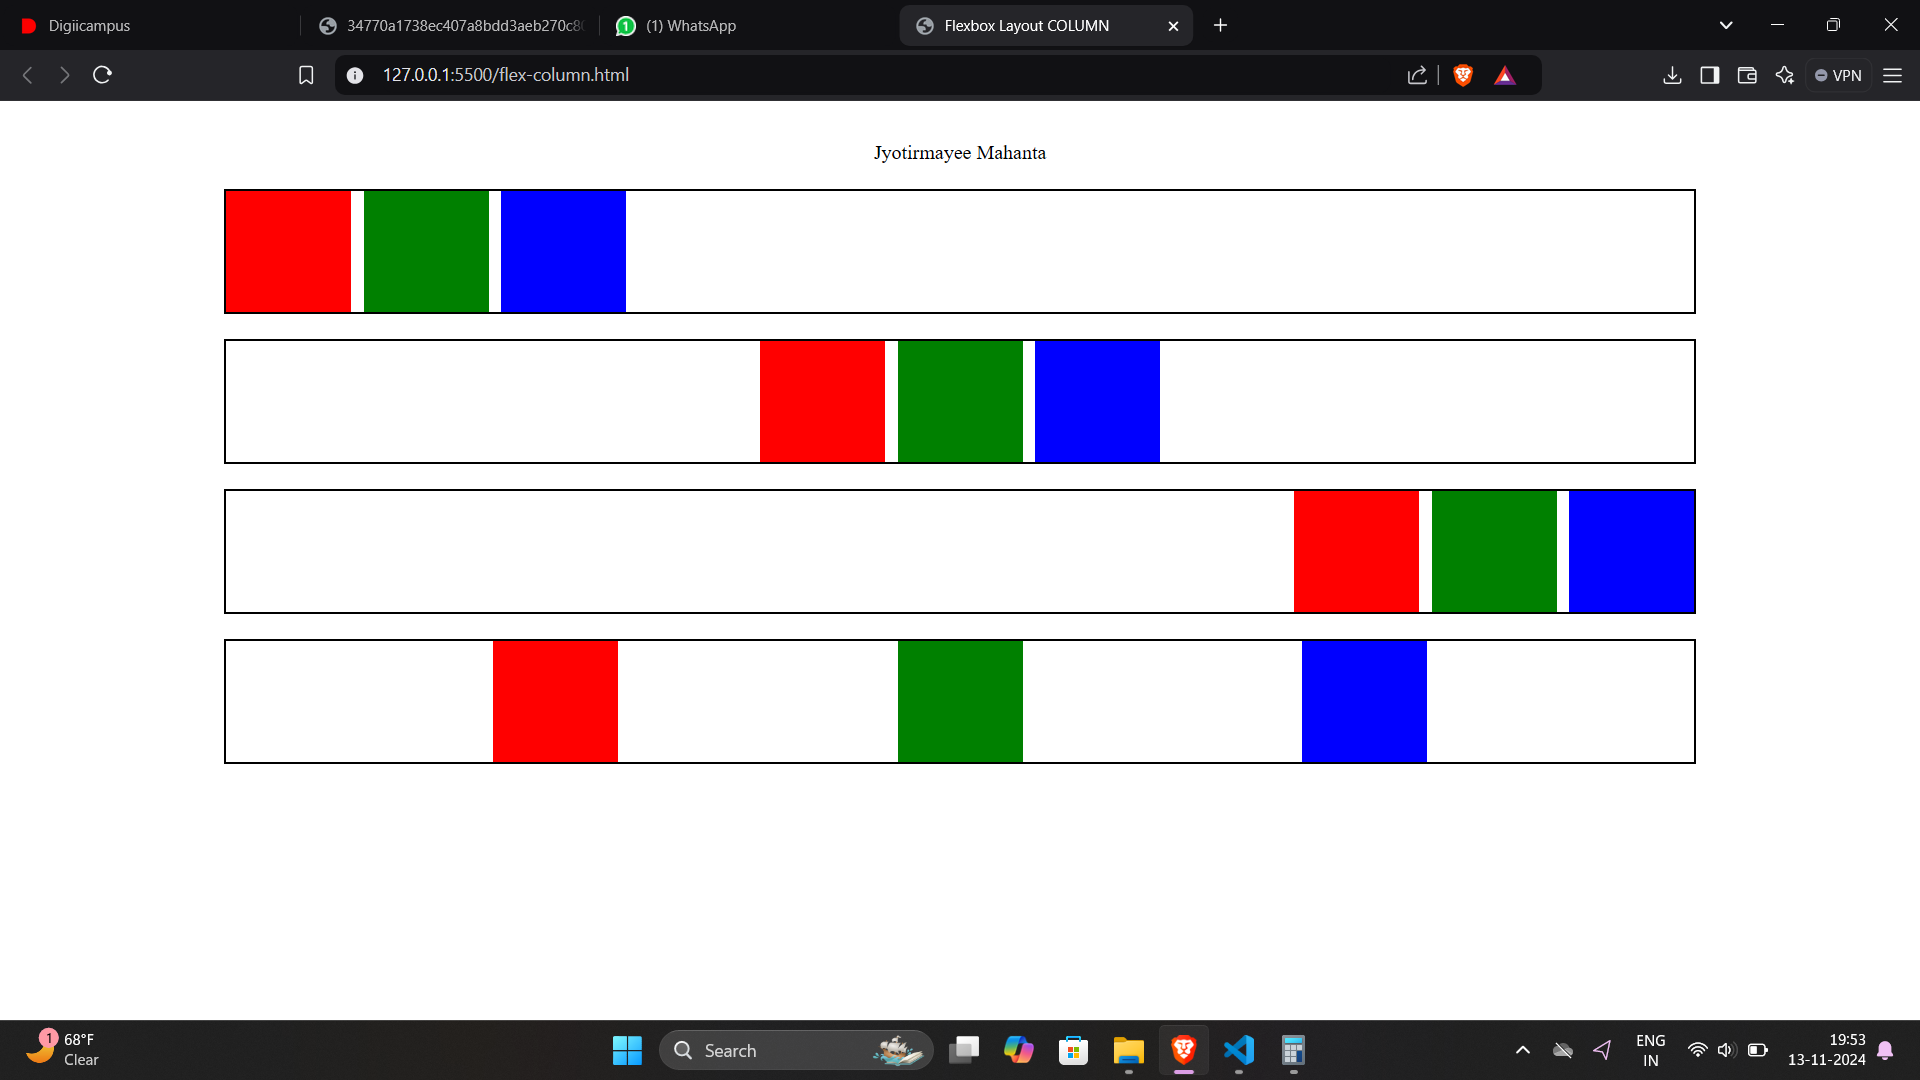 Digiicampus
34770a1738ec407a8bdd3aeb270c8
(1) WhatsApp
Flexbox Layout COLUMN
127.0.0.1:5500/flex-column.html
VPN
Jyotirmayee Mahanta
1
68°F
Clear
Search
ENG
IN
19:53
13-11-2024